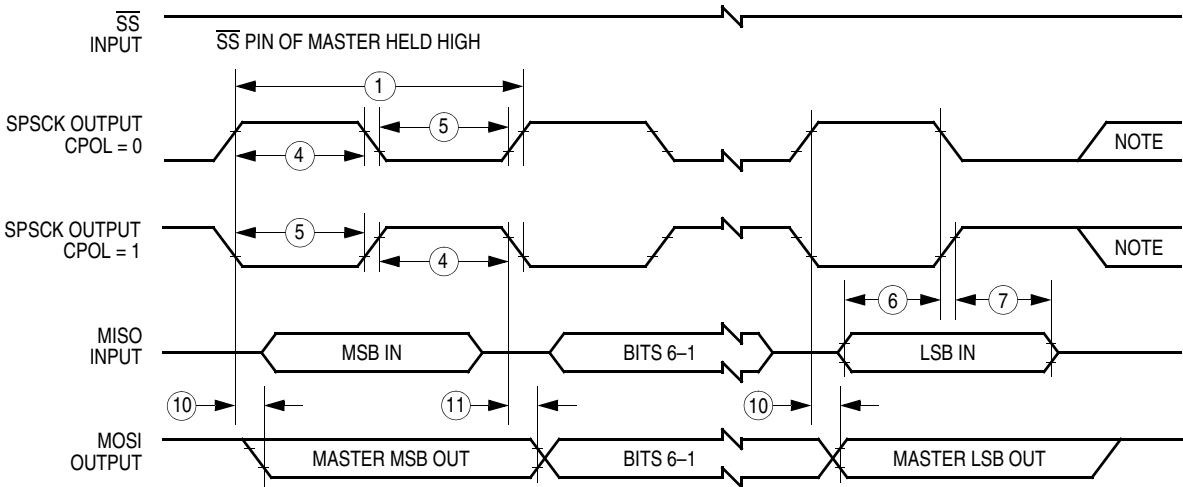 SS
INPUT
SS PIN OF MASTER HELD HIGH
1
SPSCK OUTPUT
CPOL = 0
5
4
NOTE
SPSCK OUTPUT
CPOL = 1
5
4
NOTE
6
7
MISO
INPUT
MSB IN
BITS 6–1
LSB IN
10
11
10
MOSI
OUTPUT
MASTER MSB OUT
BITS 6–1
MASTER LSB OUT